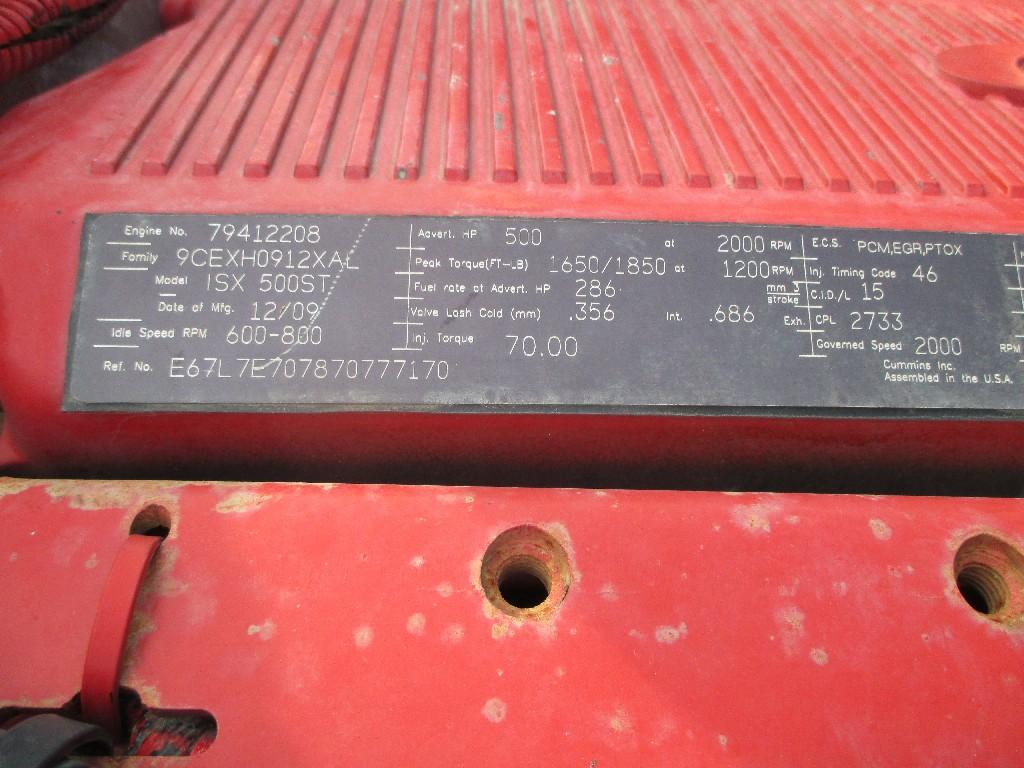 Engine No. 79412208
Family 9CEXH0912XAL
Model ISX 500ST
Date of Mfg. 12/09
Idle Speed RPM 600-800
Ref. No. E67L7E707870777170
Advert. HP 500 at 2000 RPM
Peak Torque(FT-LB) 1650/1850 at 1200 RPM
Fuel rate at Advert. HP 286 mm 3 stroke
Valve Lash Cold (mm) .356 Int. .686 Exh.
Inj. Torque 70.00
E.C.S. PCM,EGR,PTOX
Inj. Timing Code 46
C.I.D./L 15
CPL 2733
Governed Speed 2000 RPM
Cummins Inc.
Assembled in the U.S.A.